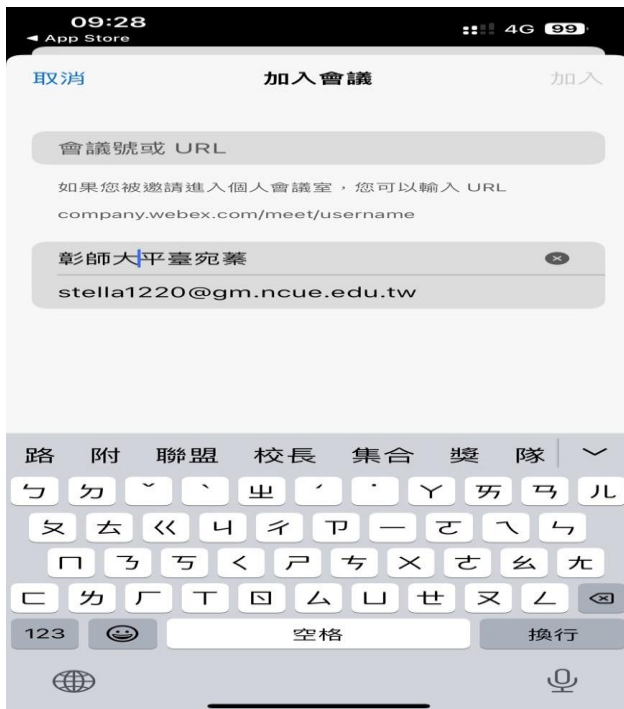 09:28
◀ App Store
4G 99
取消 加入會議 加入
會議號或 URL
如果您被邀請進入個人會議室，您可以輸入 URL
company.webex.com/meet/username
彰師大平臺宛蓁
stella1220@gm.ncue.edu.tw
路 附 聯盟 校長 集合 獎 隊
ㄅ ㄉ ˇ ˋ ㄓ ˊ ˙ ㄚ ㄞ ㄢ ㄦ
ㄆ ㄊ ㄍ ㄐ ㄔ ㄗ ㄧ ㄛ ㄟ ㄣ
ㄇ ㄋ ㄎ ㄑ ㄕ ㄘ ㄨ ㄜ ㄠ ㄤ
ㄈ ㄌ ㄏ ㄒ ㄖ ㄙ ㄩ ㄝ ㄡ ㄥ
123 空格 換行